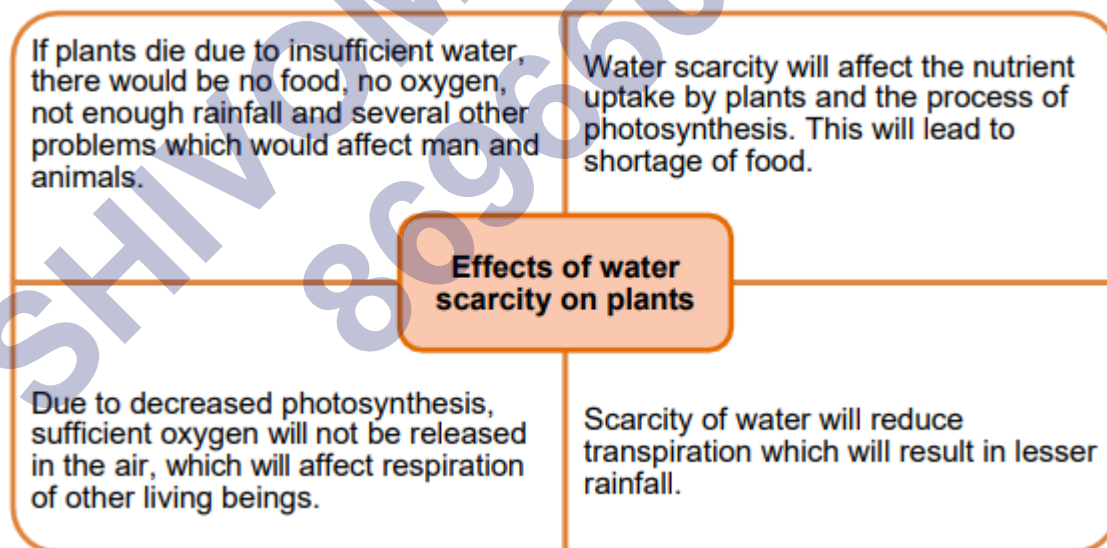 If plants die due to insufficient water,
there would be no food, no oxygen,
not enough rainfall and several other
problems which would affect man and
animals.
Water scarcity will affect the nutrient
uptake by plants and the process of
photosynthesis. This will lead to
shortage of food.
Effects of water
scarcity on plants
Due to decreased photosynthesis,
sufficient oxygen will not be released
in the air, which will affect respiration
of other living beings.
Scarcity of water will reduce
transpiration which will result in lesser
rainfall.